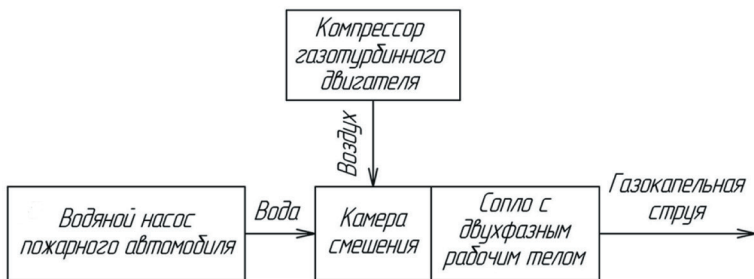 Компрессор
газотурбинного
двигателя
Воздух
Водяной насос
пожарного автомобиля
Вода
Камера
смешения
Сопло с
двухфазным
рабочим телом
Газокапельная
струя